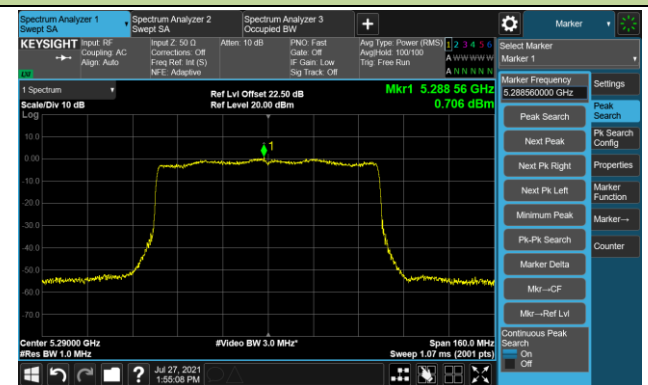 Spectrum Analyzer 1
Swept SA
Spectrum Analyzer 2
Swept SA
Spectrum Analyzer 3
Occupied BW
+
Marker
KEYSIGHT
Input: RF
Coupling: AC
Align: Auto
Input Z: 50 Ω
Corrections: Off
Freq Ref: Int (S)
NFE: Adaptive
Atten: 10 dB
PNO: Fast
Gate: Off
IF Gain: Low
Sig Track: Off
Avg Type: Power (RMS)
Avg|Hold: 100/100
Trig: Free Run
1 2 3 4 5 6
A W W W W W
A N N N N N
Select Marker
Marker 1
1 Spectrum
Scale/Div 10 dB
Log
Ref Lvl Offset 22.50 dB
Ref Level 20.00 dBm
Mkr1 5.288 56 GHz
0.706 dBm
10.0
0.00
-10.0
-20.0
-30.0
-40.0
-50.0
-60.0
-70.0
1
Center 5.29000 GHz
#Res BW 1.0 MHz
#Video BW 3.0 MHz*
Span 160.0 MHz
Sweep 1.07 ms (2001 pts)
Marker Frequency
5.288560000 GHz
Peak Search
Next Peak
Next Pk Right
Next Pk Left
Minimum Peak
Pk-Pk Search
Marker Delta
Mkr→CF
Mkr→Ref Lvl
Continuous Peak
Search
On
Off
Settings
Peak
Search
Pk Search
Config
Properties
Marker
Function
Marker→
Counter
?
Jul 27, 2021
1:55:08 PM